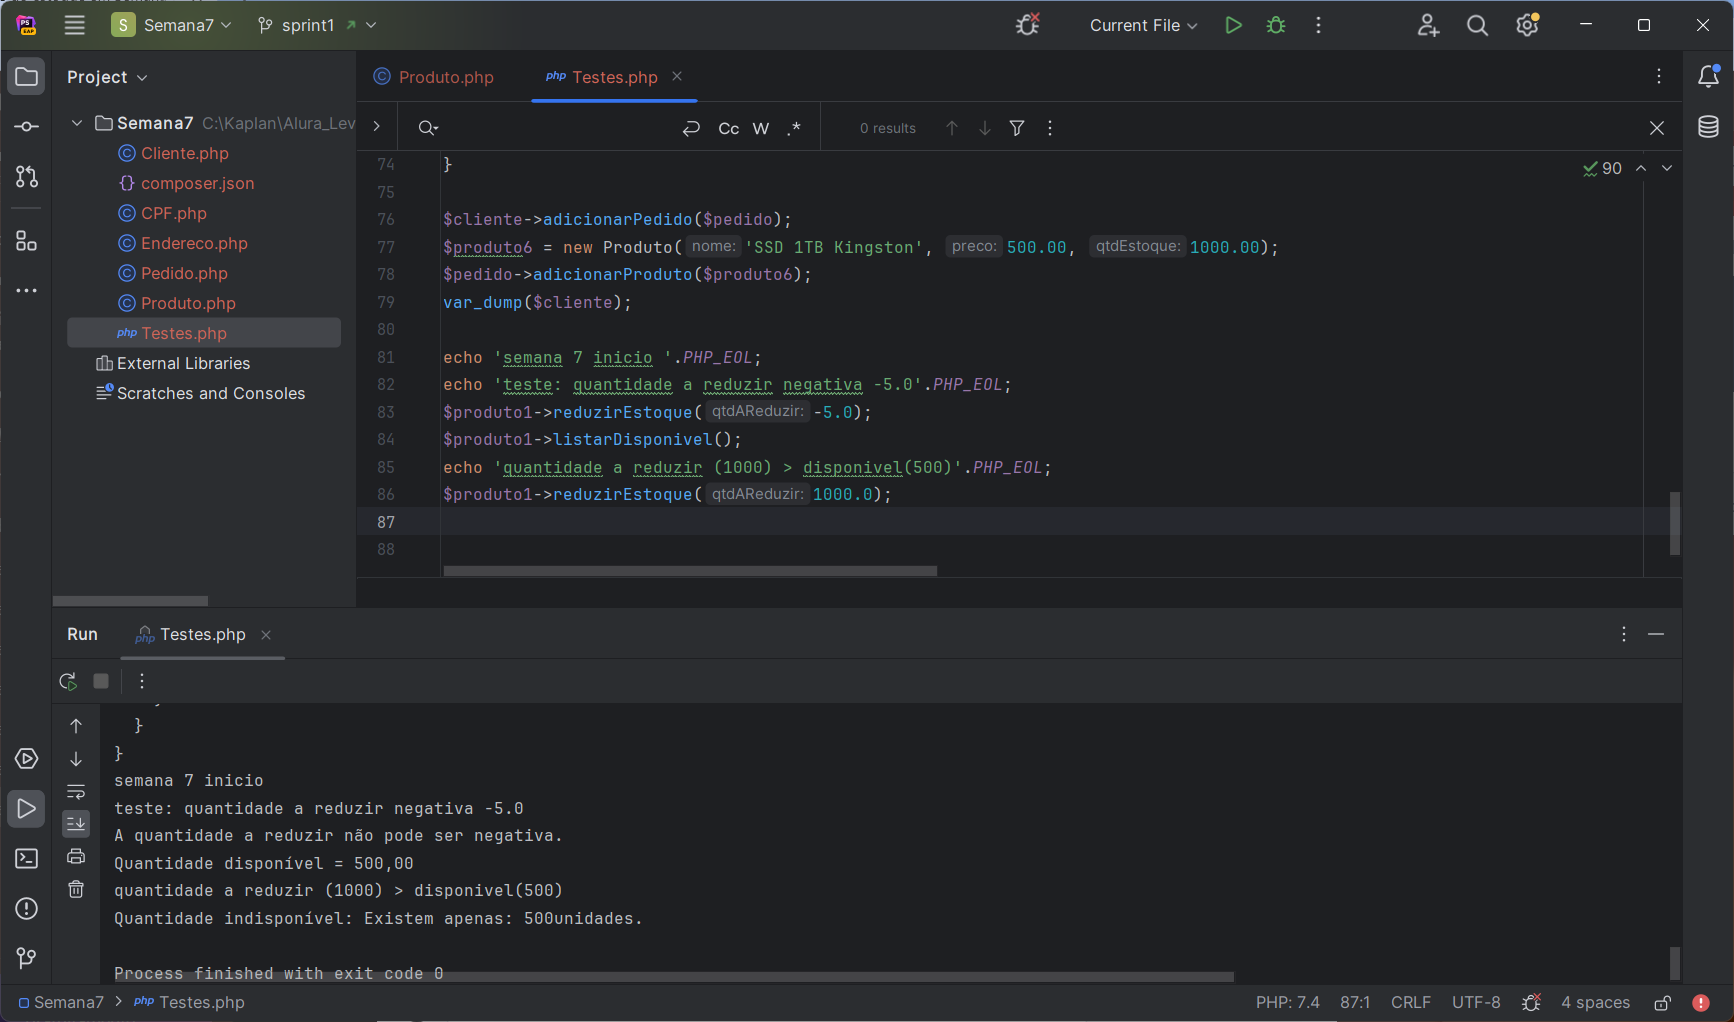 PS
EAP
S Semana7 sprint1 Current File
Project
Produto.php
php Testes.php
Semana7 C:\Kaplan\Alura_Lev
Cliente.php
composer.json
CPF.php
Endereco.php
Pedido.php
Produto.php
php Testes.php
External Libraries
Scratches and Consoles
Cc W .* 0 results
90
74 }
75
76 $cliente->adicionarPedido($pedido);
77 $produto6 = new Produto( nome: 'SSD 1TB Kingston', preco: 500.00, qtdEstoque: 1000.00);
78 $pedido->adicionarProduto($produto6);
79 var_dump($cliente);
80
81 echo 'semana 7 inicio '.PHP_EOL;
82 echo 'teste: quantidade a reduzir negativa -5.0'.PHP_EOL;
83 $produto1->reduzirEstoque( qtdAReduzir: -5.0);
84 $produto1->listarDisponivel();
85 echo 'quantidade a reduzir (1000) > disponivel(500)'.PHP_EOL;
86 $produto1->reduzirEstoque( qtdAReduzir: 1000.0);
87
88
Run php Testes.php
}
}
semana 7 inicio
teste: quantidade a reduzir negativa -5.0
A quantidade a reduzir não pode ser negativa.
Quantidade disponível = 500,00
quantidade a reduzir (1000) > disponivel(500)
Quantidade indisponível: Existem apenas: 500unidades.
Process finished with exit code 0
Semana7 > php Testes.php PHP: 7.4 87:1 CRLF UTF-8 4 spaces